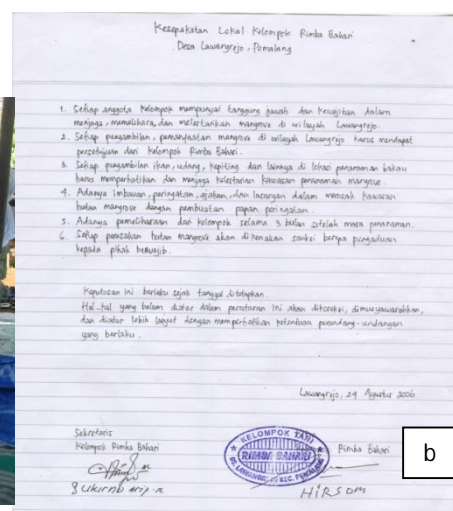 Kesepakatan Lokal Kelompok Rimba Bahari
Desa Lawangrejo, Pemalang
1. Setiap anggota kelompok mempunyai tanggung jawab dan kewajiban dalam
menjaga, memelihara, dan melestarikan mangrove di wilayah Lawangrejo.
2. Setiap pengambilan, pemanfaatan mangrove di wilayah Lawangrejo harus mendapat
persetujuan dari Kelompok Rimba Bahari.
3. Setiap pengambilan ikan, udang, kepiting dan lainnya di lokasi penanaman bakau
harus memperhatikan dan menjaga kelestarian kawasan penanaman mangrove.
4. Adanya imbauan, peringatan, ajakan, dan larangan dalam merusak kawasan
hutan mangrove dengan pembuatan papan peringatan.
5. Adanya pemeliharaan dari kelompok selama 3 bulan setelah masa penanaman.
6. Setiap perusakan hutan mangrove akan dikenakan sanksi berupa pengaduan
kepada pihak berwajib.
Keputusan ini berlaku sejak tanggal ditetapkan.
Hal-hal yang belum diatur dalam peraturan ini akan dikoreksi, dimusyawarahkan,
dan diatur lebih lanjut dengan memperhatikan ketentuan perundang-undangan
yang berlaku.
Lawangrejo, 29 Agustus 2006
Sekretaris
Kelompok Rimba Bahari
Rimba Bahari
KELOMPOK TANI
RIMBA BAHARI
HIRSOM
b